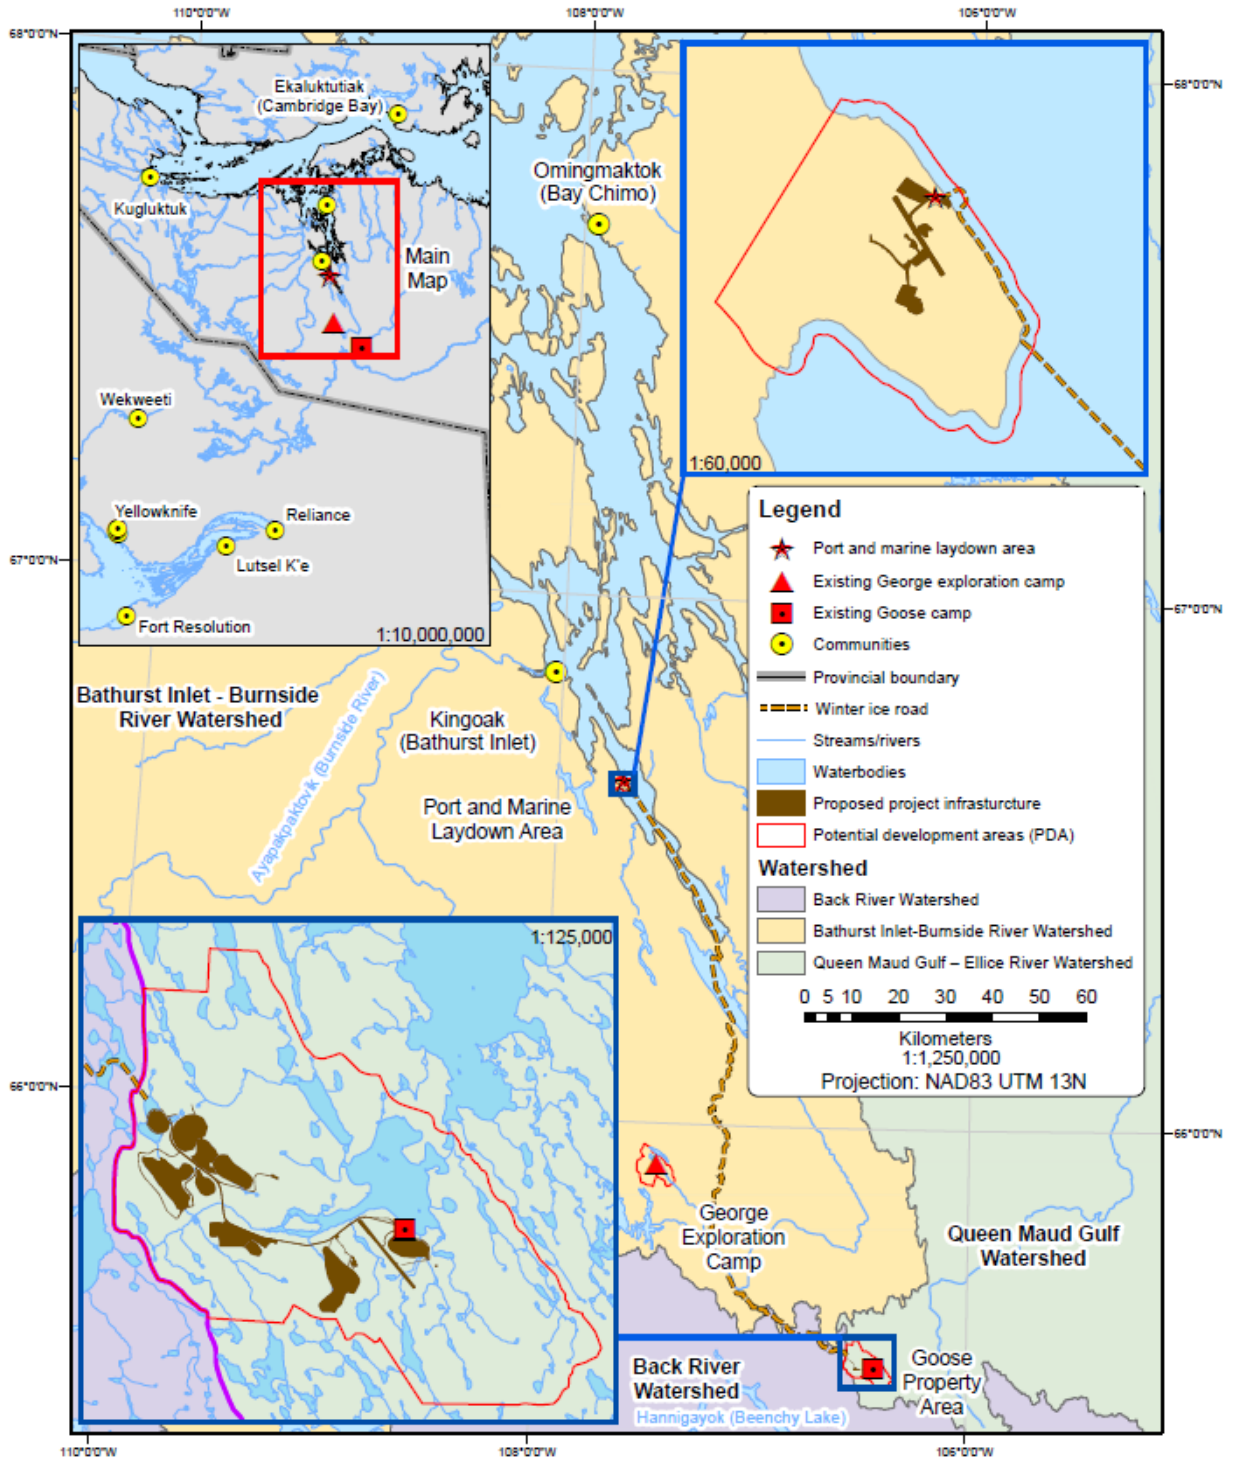 110°0'0"W
108°0'0"W
106°0'0"W
68°0'0"N
68°0'0"N
Ekaluktutiak
(Cambridge Bay)
Kugluktuk
Main
Map
Wekweeti
Yellowknife
Reliance
Lutsel K'e
Fort Resolution
1:10,000,000
Omingmaktok
(Bay Chimo)
1:60,000
67°0'0"N
67°0'0"N
Legend
Port and marine laydown area
Existing George exploration camp
Existing Goose camp
Communities
Provincial boundary
Winter ice road
Streams/rivers
Waterbodies
Proposed project infrasturcture
Potential development areas (PDA)
Watershed
Back River Watershed
Bathurst Inlet-Burnside River Watershed
Queen Maud Gulf – Ellice River Watershed
0 5 10 20 30 40 50 60
Kilometers
1:1,250,000
Projection: NAD83 UTM 13N
Bathurst Inlet - Burnside
River Watershed
Ayapakpaktovik (Burnside River)
Kingoak
(Bathurst Inlet)
Port and Marine
Laydown Area
1:125,000
66°0'0"N
66°0'0"N
George
Exploration
Camp
Queen Maud Gulf
Watershed
Back River
Watershed
Hannigayok (Beenchy Lake)
Goose
Property
Area
110°0'0"W
108°0'0"W
106°0'0"W